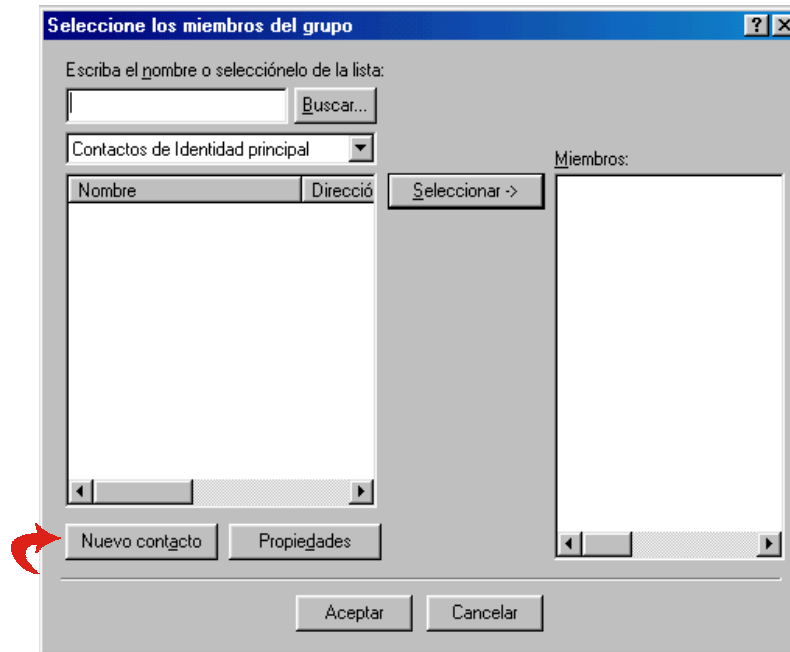 Seleccione los miembros del grupo
Escriba el nombre o selecciónelo de la lista:
Buscar...
Contactos de Identidad principal
Miembros:
Nombre
Direcció
Seleccionar ->
Nuevo contacto
Propiedades
Aceptar
Cancelar